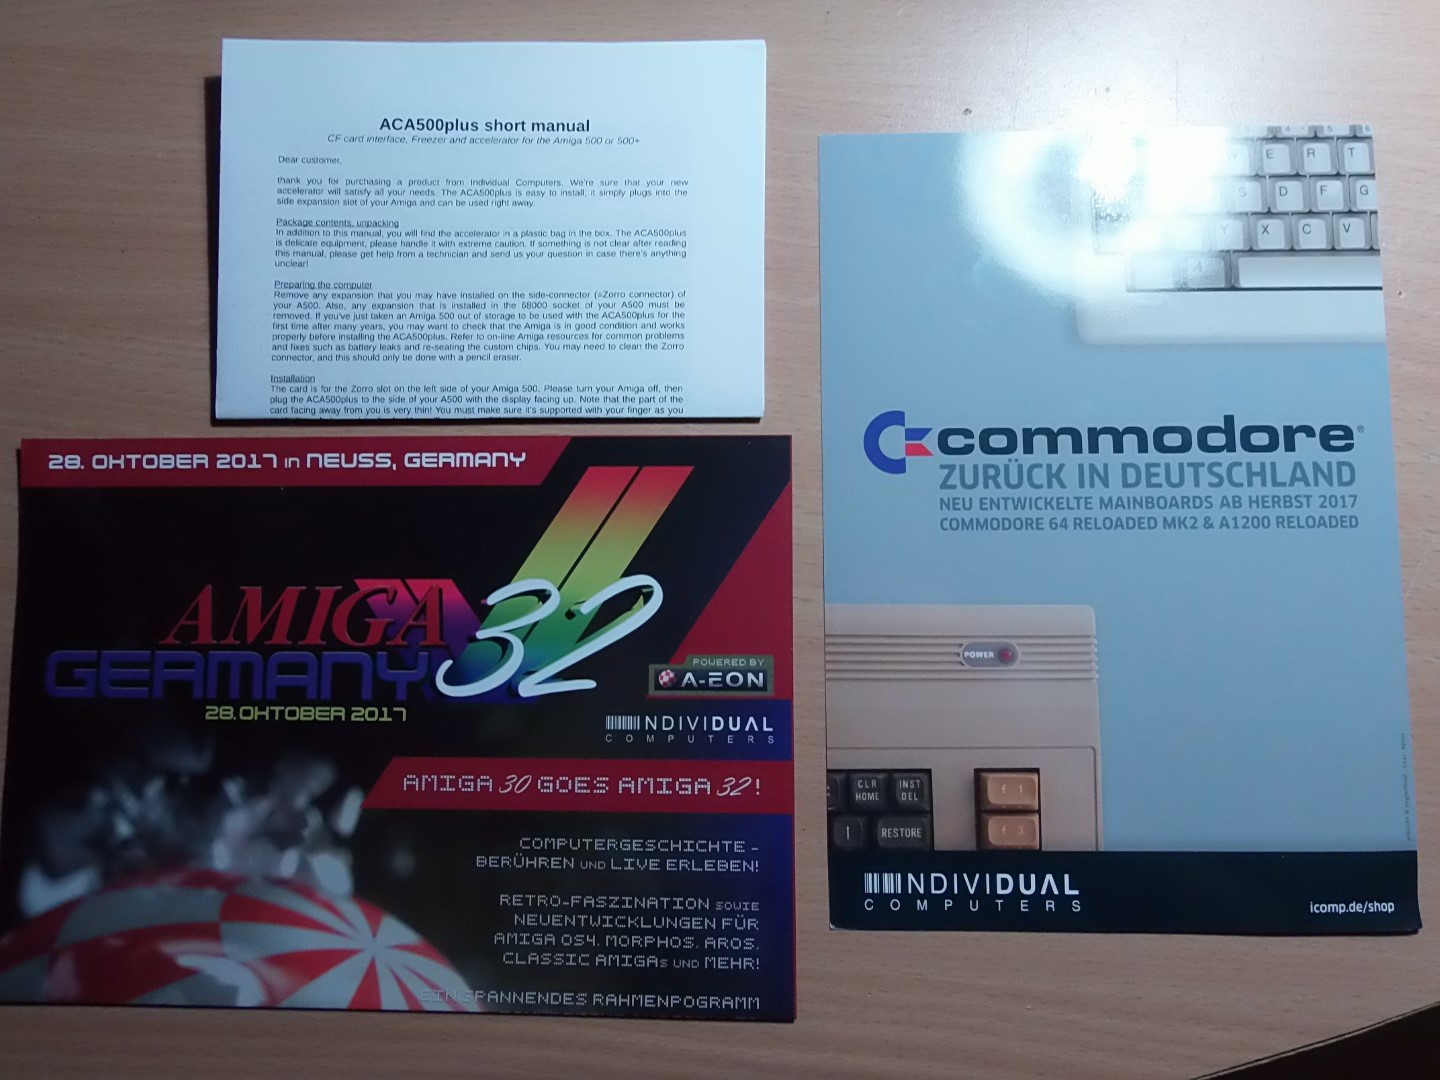 ACA500plus short manual
CF card interface, Freezer and accelerator for the Amiga 500 or 500+
Dear customer,
thank you for purchasing a product from Individual Computers. We're sure that your new
accelerator will satisfy all your needs. The ACA500plus is easy to install; it simply plugs into the
side expansion slot of your Amiga and can be used right away.
Package contents, unpacking
In addition to this manual, you will find the accelerator in a plastic bag in the box. The ACA500plus
is delicate equipment, please handle it with extreme caution. If something is not clear after reading
this manual, please get help from a technician and send us your question in case there's anything
unclear!
Preparing the computer
Remove any expansion that you may have installed on the side-connector (=Zorro connector) of
your A500. Also, any expansion that is installed in the 68000 socket of your A500 must be
removed. If you've just taken an Amiga 500 out of storage to be used with the ACA500plus for the
first time after many years, you may want to check that the Amiga is in good condition and works
properly before installing the ACA500plus. Refer to on-line Amiga resources for common problems
and fixes such as battery leaks and re-seating the custom chips. You may need to clean the Zorro
connector, and this should only be done with a pencil eraser.
Installation
The card is for the Zorro slot on the left side of your Amiga 500. Please turn your Amiga off, then
plug the ACA500plus to the side of your A500 with the display facing up. Note that the part of the
card facing away from you is very thin! You must make sure it's supported with your finger as you
28. OKTOBER 2017 in NEUSS, GERMANY
AMIGA 32
GERMANY
28. OKTOBER 2017
POWERED BY
A-EON
INDIVIDUAL
COMPUTERS
AMIGA 30 GOES AMIGA 32!
COMPUTERGESCHICHTE -
BERÜHREN UND LIVE ERLEBEN!
RETRO-FASZINATION SOWIE
NEUENTWICKLUNGEN FÜR
AMIGA OS4, MORPHOS, AROS,
CLASSIC AMIGAS UND MEHR!
EIN SPANNENDES RAHMENPOGRAMM
4 5 6
W E R T
S D F G
Y X C V
A
commodore®
ZURÜCK IN DEUTSCHLAND
NEU ENTWICKELTE MAINBOARDS AB HERBST 2017
COMMODORE 64 RELOADED MK2 & A1200 RELOADED
POWER
CLR HOME
INST DEL
f 1
RESTORE
f 3
INDIVIDUAL
COMPUTERS
icomp.de/shop